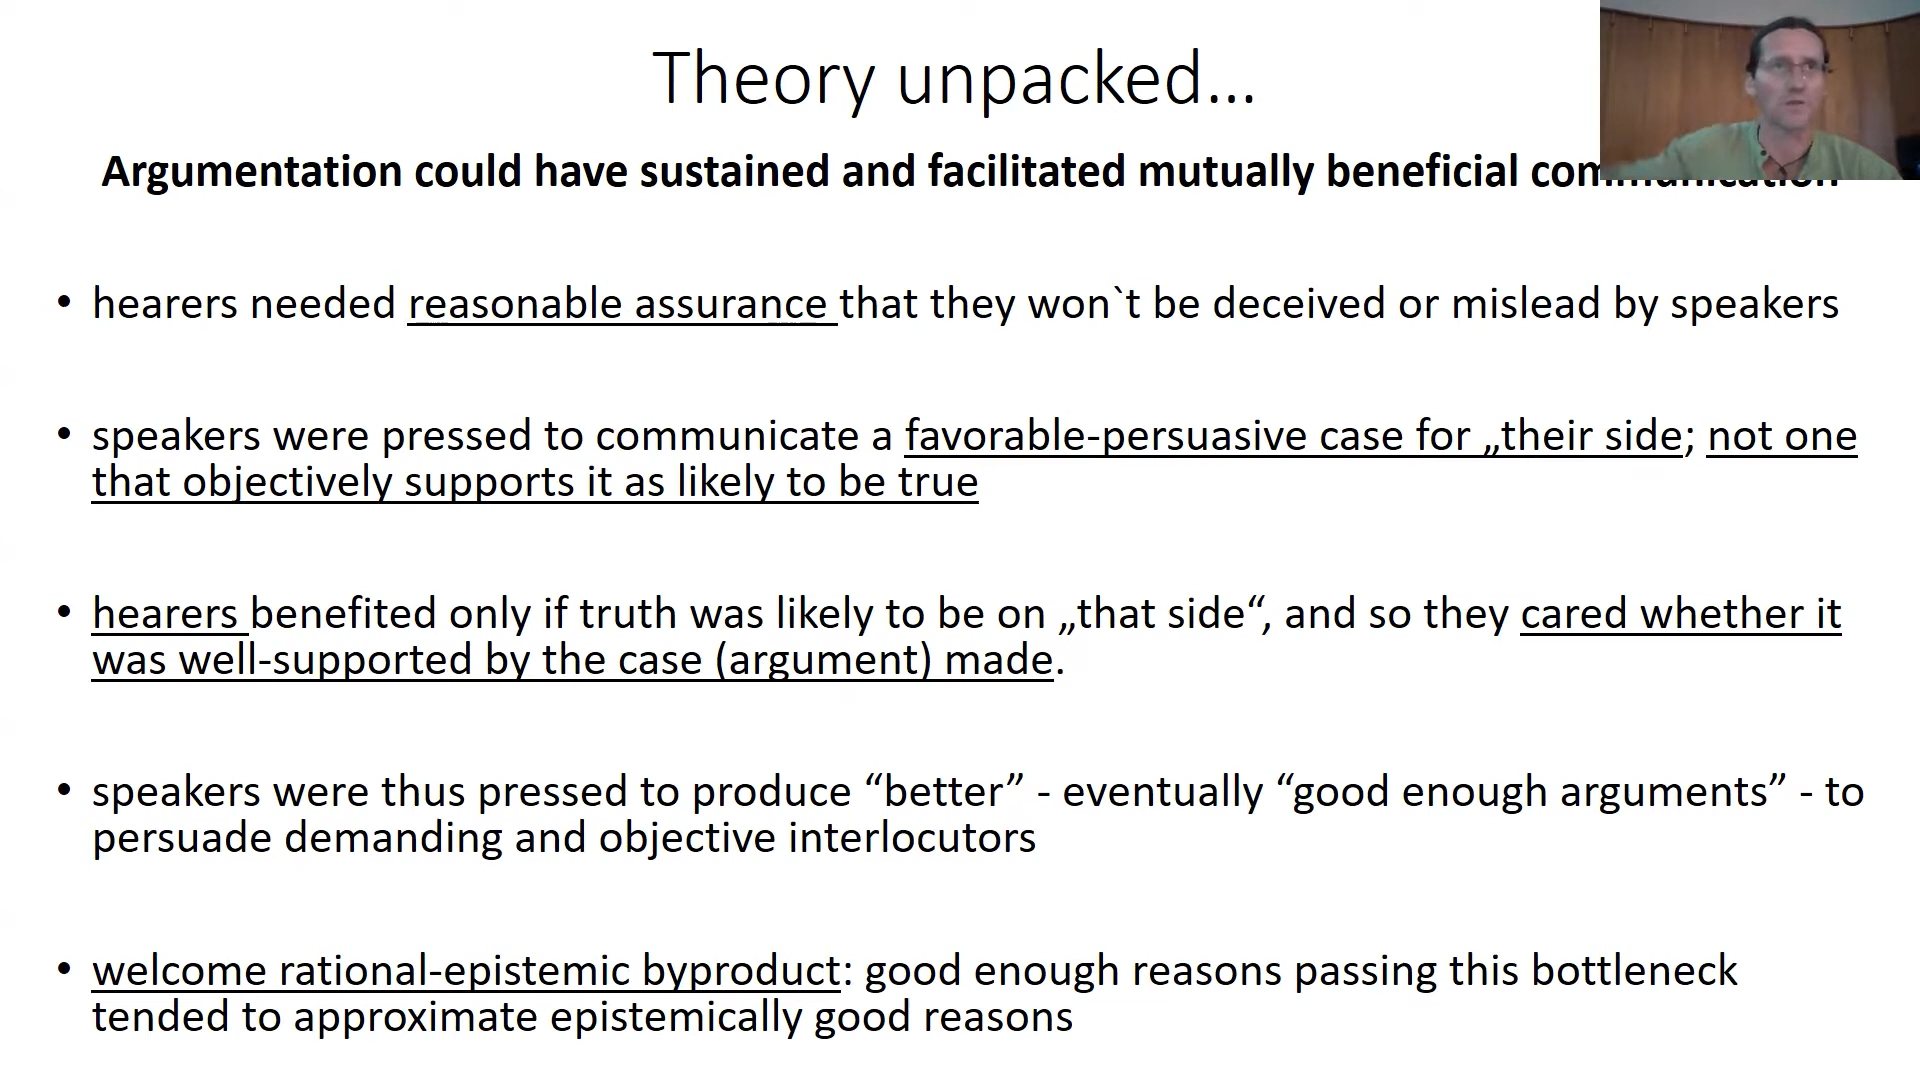 Theory unpacked...
Argumentation could have sustained and facilitated mutually beneficial communication
• hearers needed reasonable assurance that they won`t be deceived or mislead by speakers
• speakers were pressed to communicate a favorable-persuasive case for „their side; not one
that objectively supports it as likely to be true
• hearers benefited only if truth was likely to be on „that side“, and so they cared whether it
was well-supported by the case (argument) made.
• speakers were thus pressed to produce “better” - eventually “good enough arguments” - to
persuade demanding and objective interlocutors
• welcome rational-epistemic byproduct: good enough reasons passing this bottleneck
tended to approximate epistemically good reasons